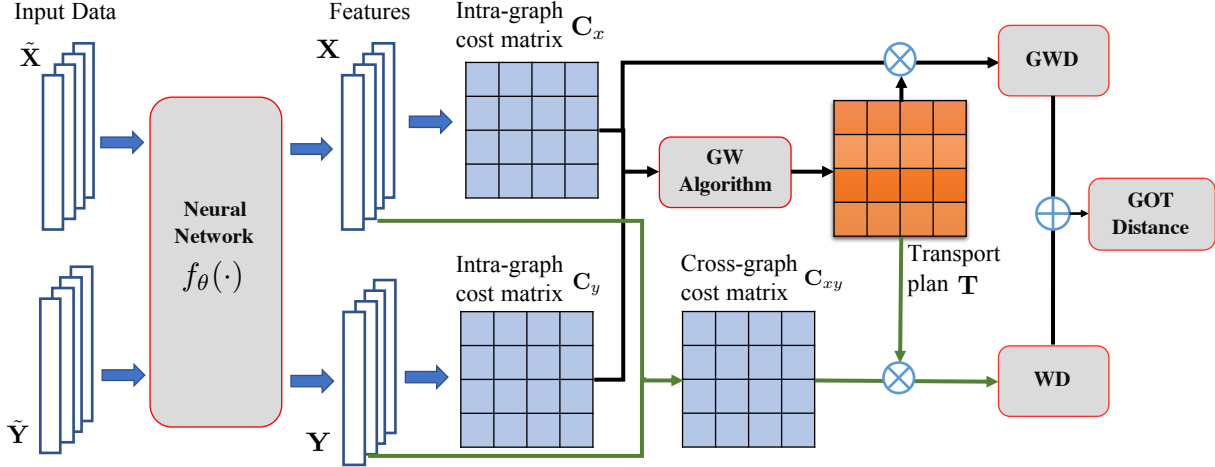 Input Data
Features
Intra-graph
cost matrix C_x
X̃
X
GWD
GW
Algorithm
Neural
Network
f_θ(·)
GOT
Distance
Transport
plan T
Intra-graph
cost matrix C_y
Cross-graph
cost matrix C_xy
WD
Ỹ
Y